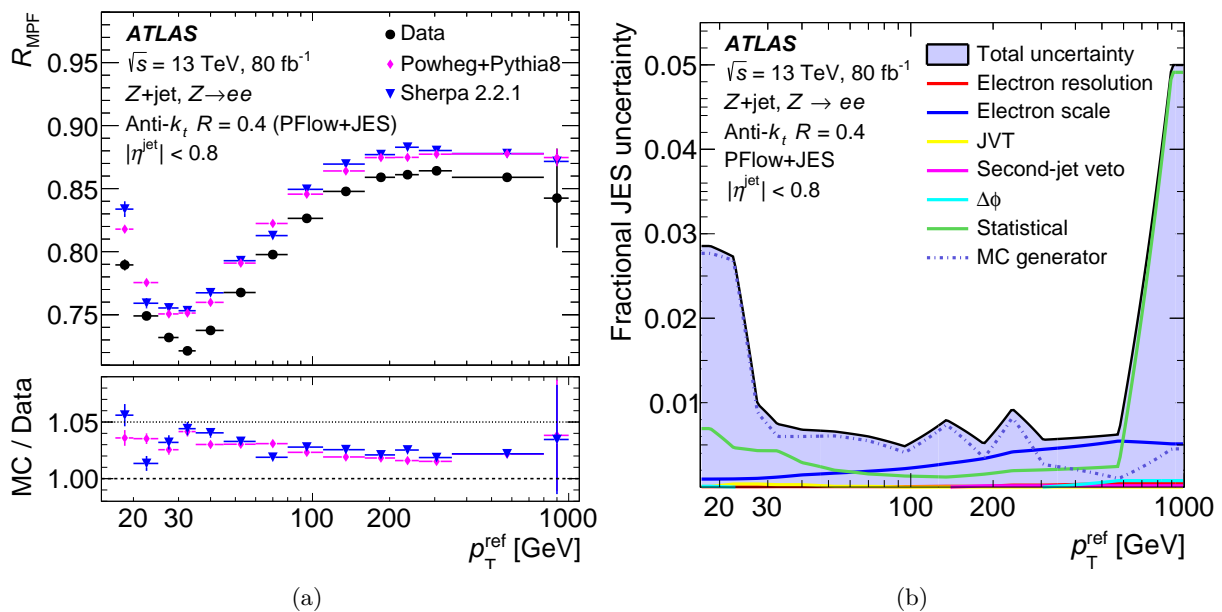 R_MPF
ATLAS
√s = 13 TeV, 80 fb⁻¹
Z+jet, Z→ee
Anti-k_t R = 0.4 (PFlow+JES)
|η^jet| < 0.8
Data
Powheg+Pythia8
Sherpa 2.2.1
0.95
0.90
0.85
0.80
0.75
MC / Data
1.05
1.00
20 30 100 200 1000
p_T^ref [GeV]
(a)
Fractional JES uncertainty
ATLAS
√s = 13 TeV, 80 fb⁻¹
Z+jet, Z → ee
Anti-k_t R = 0.4
PFlow+JES
|η^jet| < 0.8
Total uncertainty
Electron resolution
Electron scale
JVT
Second-jet veto
Δϕ
Statistical
MC generator
0.05
0.04
0.03
0.02
0.01
20 30 100 200 1000
p_T^ref [GeV]
(b)